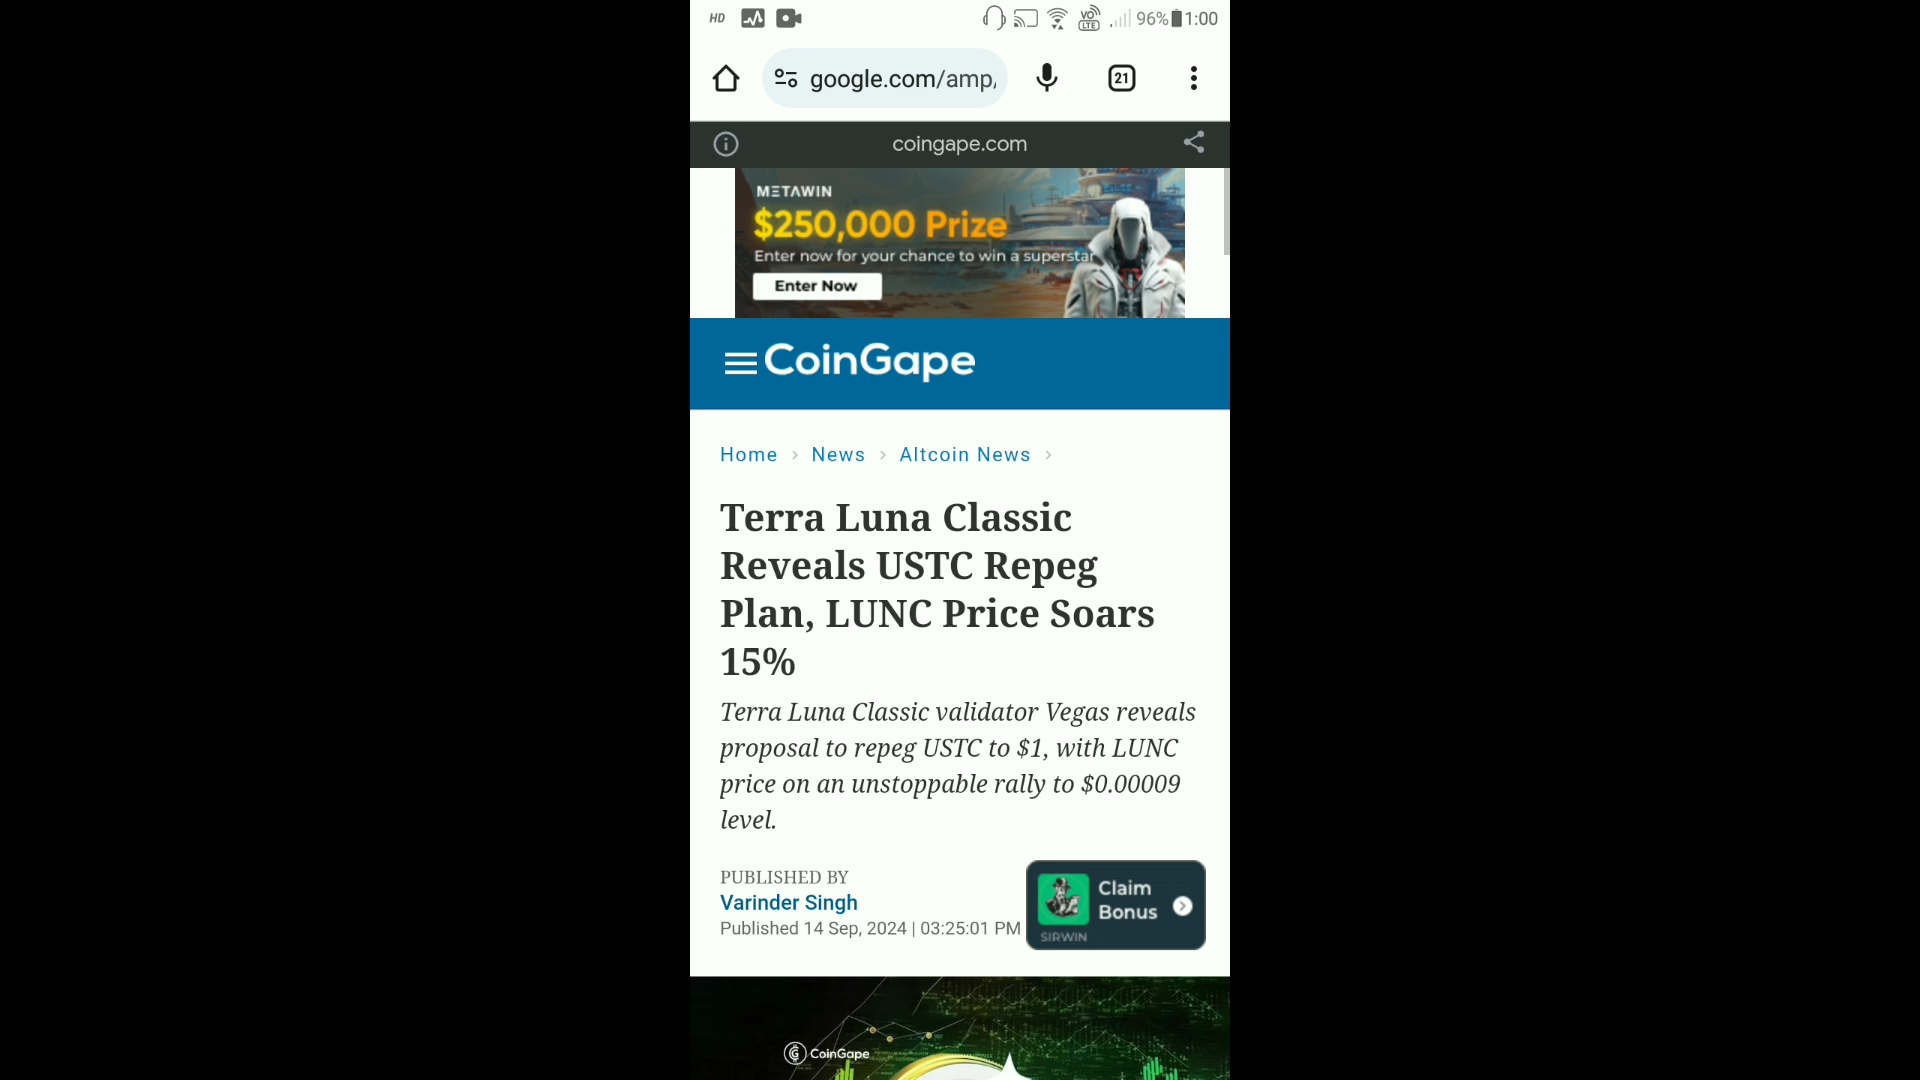 HD
VO
LTE
96%
1:00
google.com/amp/
21
coingape.com
METAWIN
$250,000 Prize
Enter now for your chance to win a superstar
Enter Now
CoinGape
Home > News > Altcoin News >
Terra Luna Classic
Reveals USTC Repeg
Plan, LUNC Price Soars
15%
Terra Luna Classic validator Vegas reveals
proposal to repeg USTC to $1, with LUNC
price on an unstoppable rally to $0.00009
level.
PUBLISHED BY
Varinder Singh
Published 14 Sep, 2024 | 03:25:01 PM
Claim
Bonus
SIRWIN
CoinGape